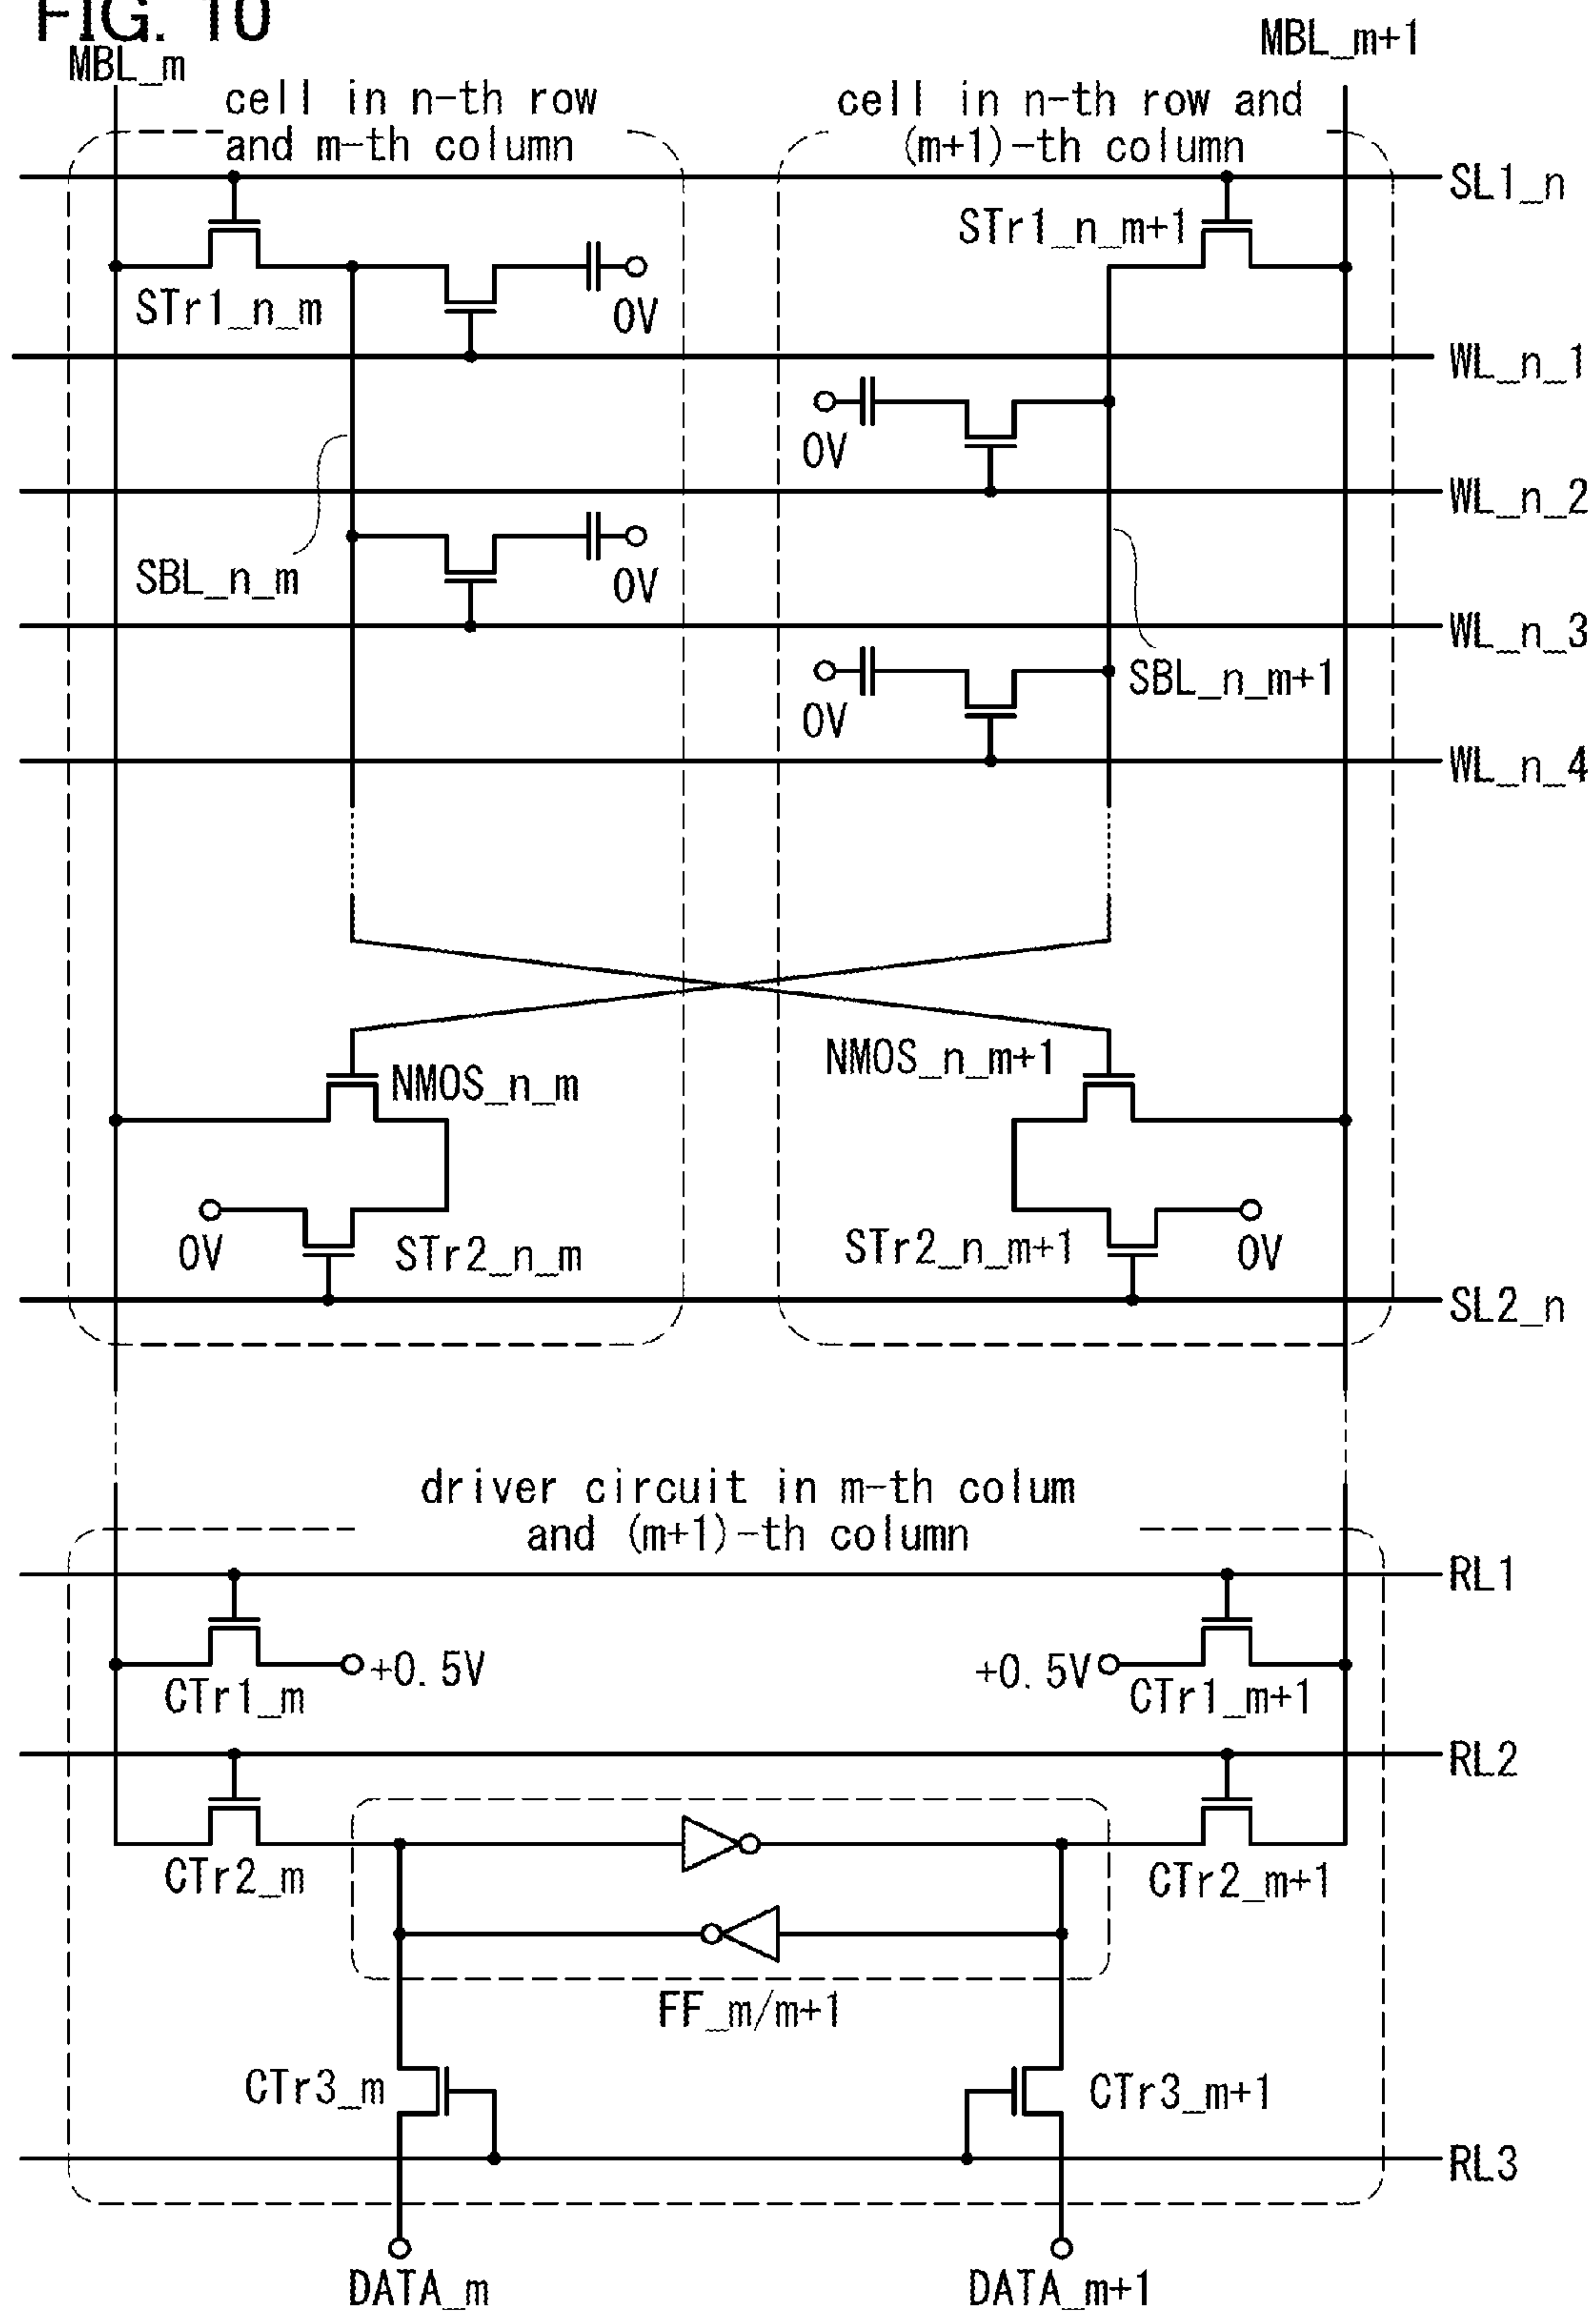 FIG. 10
MBL_m
MBL_m+1
cell in n-th row
and m-th column
cell in n-th row and
(m+1)-th column
SL1_n
STr1_n_m
0V
STr1_n_m+1
WL_n_1
0V
WL_n_2
SBL_n_m
0V
WL_n_3
0V
SBL_n_m+1
WL_n_4
NMOS_n_m
NMOS_n_m+1
0V
STr2_n_m
STr2_n_m+1
0V
SL2_n
driver circuit in m-th colum
and (m+1)-th column
RL1
CTr1_m
+0.5V
+0.5V
CTr1_m+1
RL2
CTr2_m
CTr2_m+1
FF_m/m+1
CTr3_m
CTr3_m+1
RL3
DATA_m
DATA_m+1